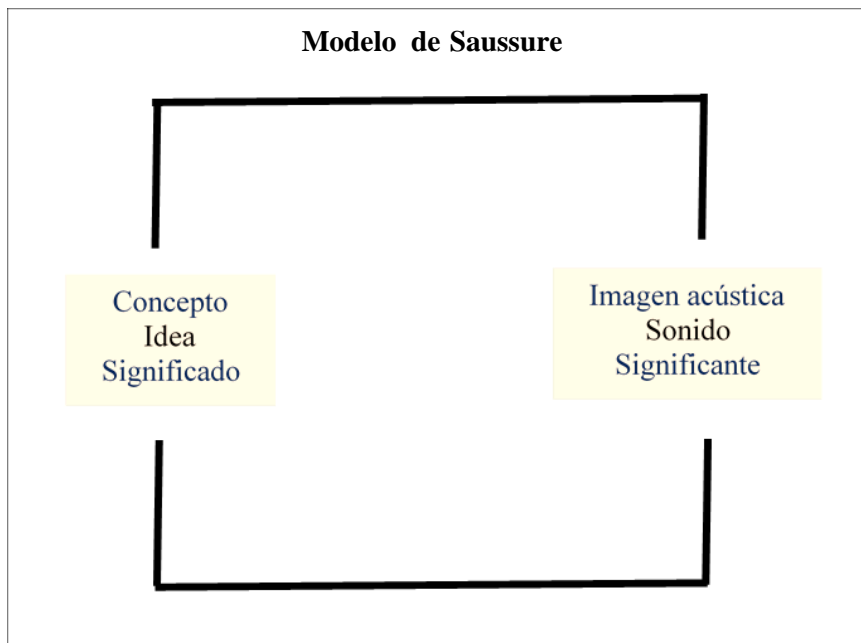 Modelo de Saussure
Concepto
Idea
Significado
Imagen acústica
Sonido
Significante